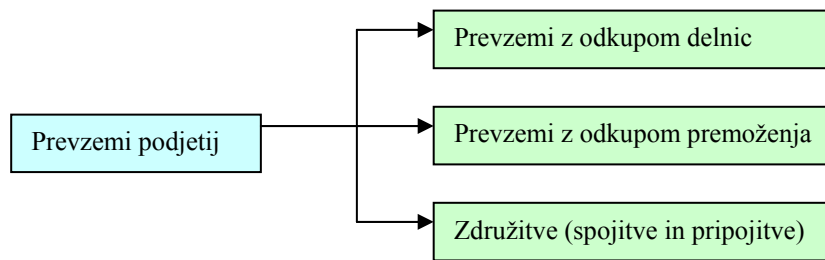 Prevzemi podjetij
Prevzemi z odkupom delnic
Prevzemi z odkupom premoženja
Združitve (spojitve in pripojitve)